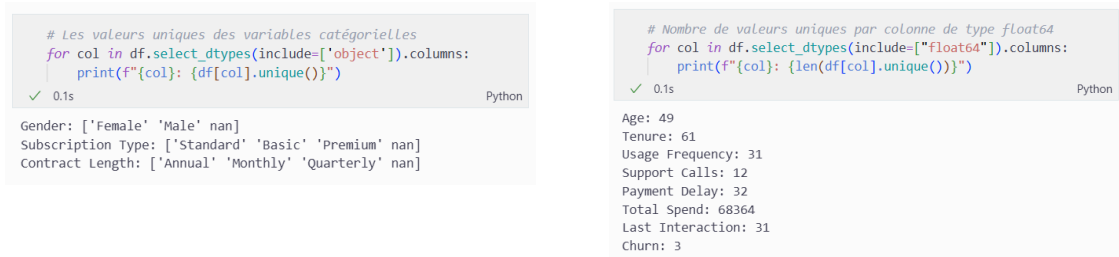 # Les valeurs uniques des variables catégorielles
for col in df.select_dtypes(include=['object']).columns:
    print(f"{col}: {df[col].unique()}")
0.1s
Python
Gender: ['Female' 'Male' nan]
Subscription Type: ['Standard' 'Basic' 'Premium' nan]
Contract Length: ['Annual' 'Monthly' 'Quarterly' nan]
# Nombre de valeurs uniques par colonne de type float64
for col in df.select_dtypes(include=["float64"]).columns:
    print(f"{col}: {len(df[col].unique())}")
0.1s
Python
Age: 49
Tenure: 61
Usage Frequency: 31
Support Calls: 12
Payment Delay: 32
Total Spend: 68364
Last Interaction: 31
Churn: 3